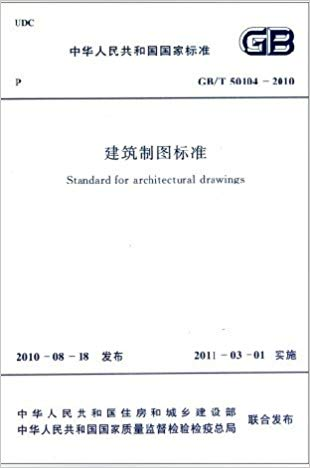 UDC
中华人民共和国国家标准
GB
P
GB/T 50104－2010
建筑制图标准
Standard for architectural drawings
2010－08－18 发布
2011－03－01 实施
中华人民共和国住房和城乡建设部
中华人民共和国国家质量监督检验检疫总局
联合发布